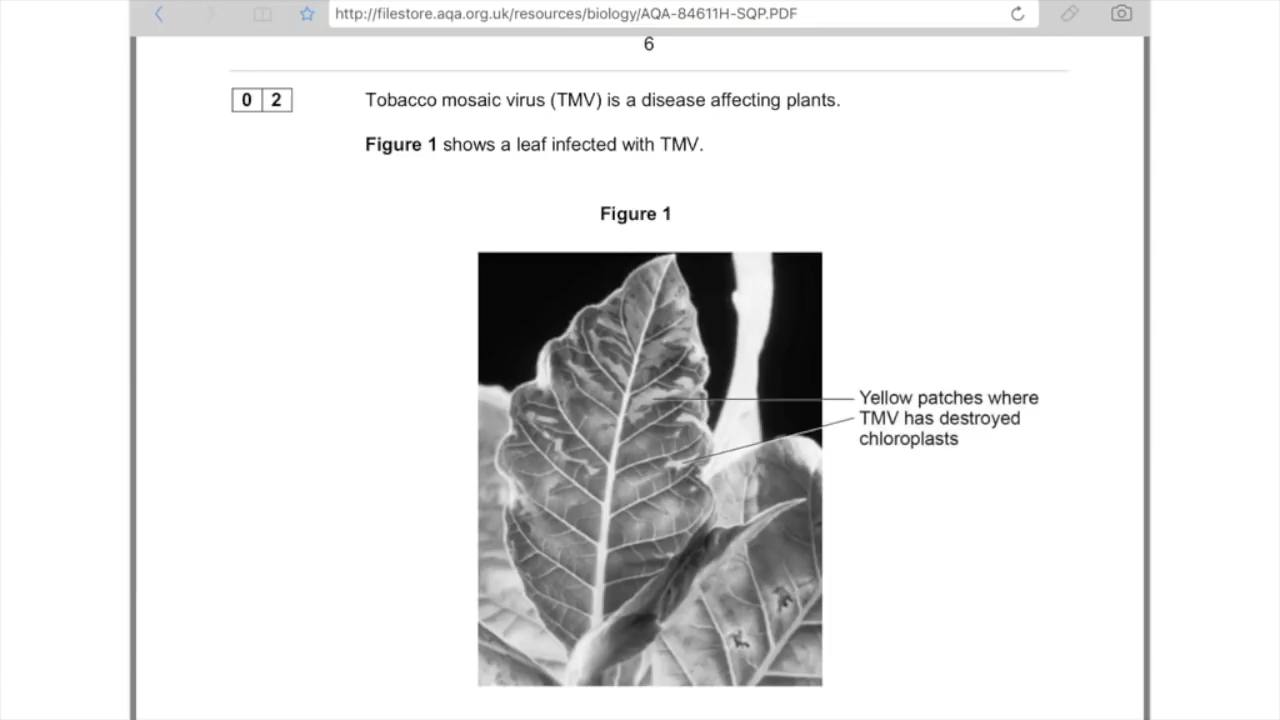 http://filestore.aqa.org.uk/resources/biology/AQA-84611H-SQP.PDF
6
0 2
Tobacco mosaic virus (TMV) is a disease affecting plants.
Figure 1 shows a leaf infected with TMV.
Figure 1
Yellow patches where
TMV has destroyed
chloroplasts